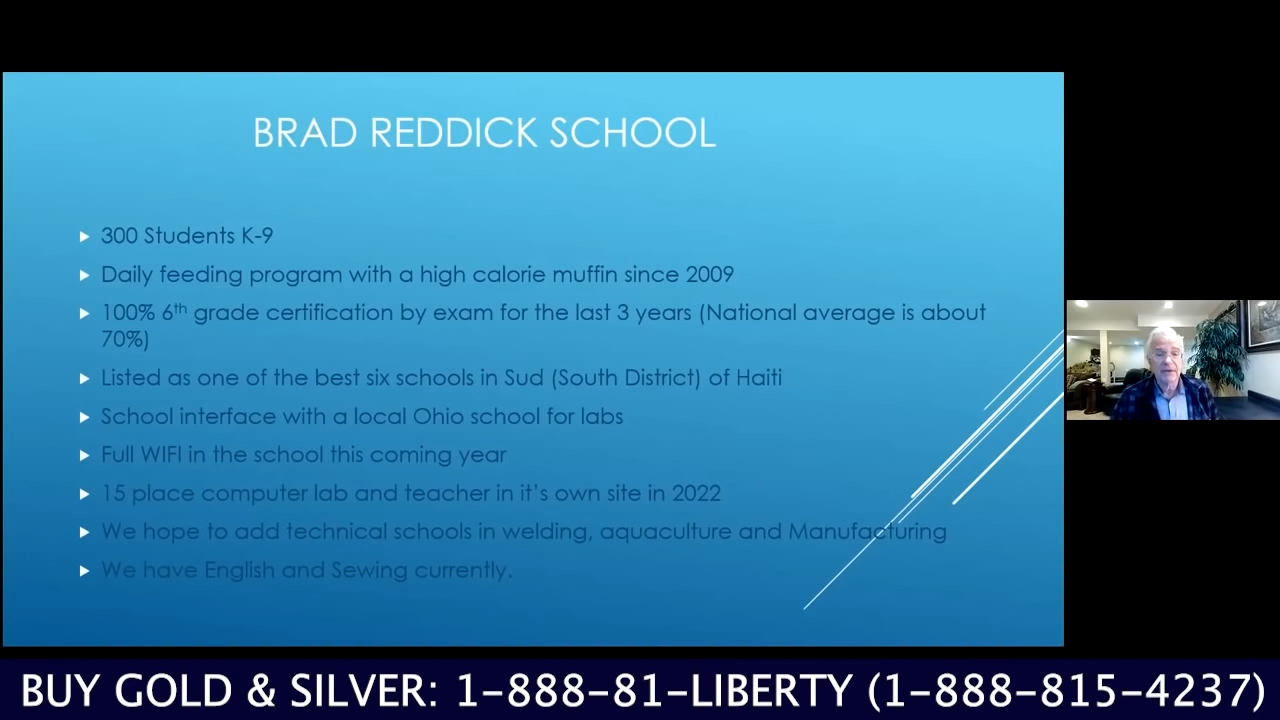 BRAD REDDICK SCHOOL
300 Students K-9
Daily feeding program with a high calorie muffin since 2009
100% 6th grade certification by exam for the last 3 years (National average is about
70%)
Listed as one of the best six schools in Sud (South District) of Haiti
School interface with a local Ohio school for labs
Full WIFI in the school this coming year
15 place computer lab and teacher in it's own site in 2022
We hope to add technical schools in welding, aquaculture and Manufacturing
We have English and Sewing currently.
BUY GOLD & SILVER: 1-888-81-LIBERTY (1-888-815-4237)